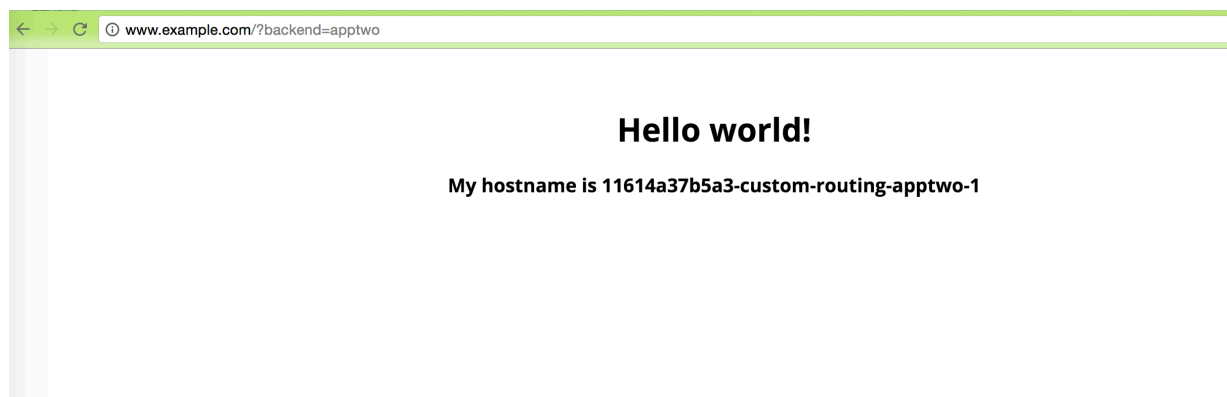 www.example.com/?backend=apptwo
Hello world!
My hostname is 11614a37b5a3-custom-routing-apptwo-1